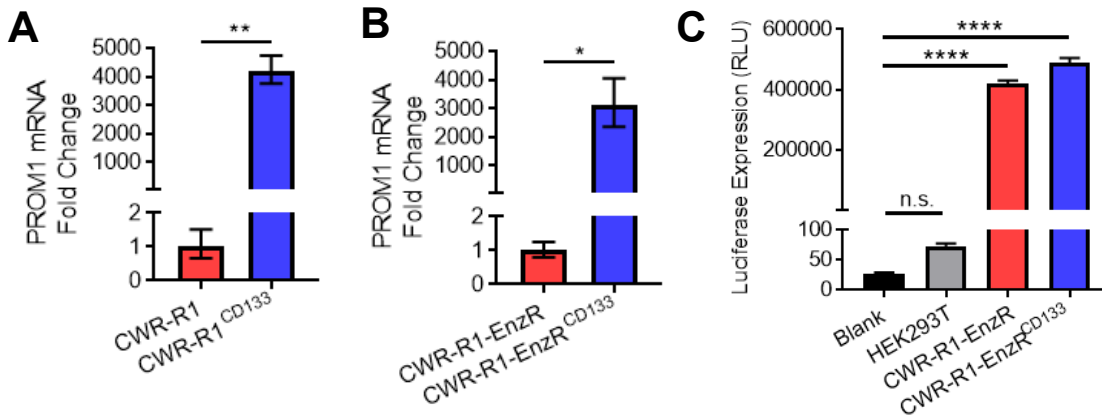 A
PROM1 mRNA
Fold Change
5000
4000
3000
2000
1000
2
1
0
**
CWR-R1
CWR-R1CD133
B
PROM1 mRNA
Fold Change
5000
4000
3000
2000
1000
2
1
0
*
CWR-R1-EnzR
CWR-R1-EnzRCD133
C
Luciferase Expression (RLU)
600000
400000
200000
100
50
0
****
****
n.s.
Blank
HEK293T
CWR-R1-EnzR
CWR-R1-EnzRCD133